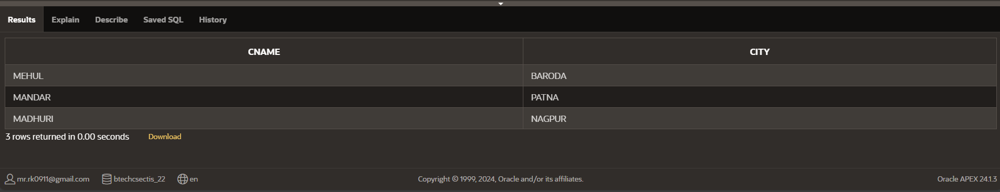 Results Explain Describe Saved SQL History
CNAME CITY
MEHUL BARODA
MANDAR PATNA
MADHURI NAGPUR
3 rows returned in 0.00 seconds Download
mr.rk0911@gmail.com btechcsectis_22 en Copyright © 1999, 2024, Oracle and/or its affiliates. Oracle APEX 24.1.3